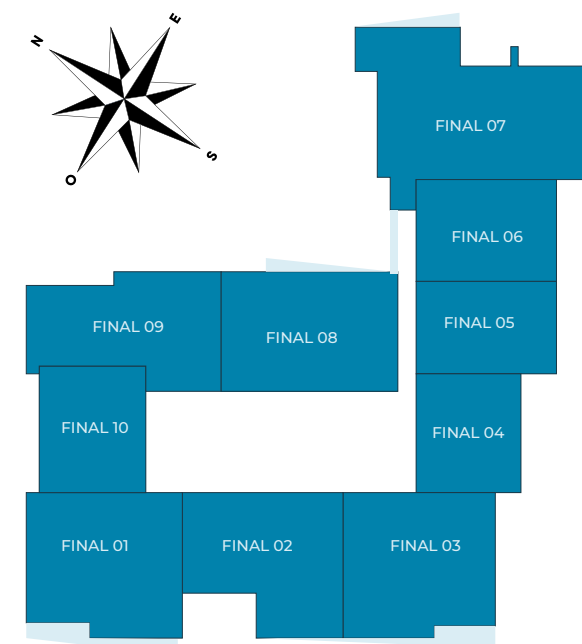 E
N
S
O
FINAL 07
FINAL 06
FINAL 05
FINAL 09
FINAL 08
FINAL 10
FINAL 04
FINAL 01
FINAL 02
FINAL 03